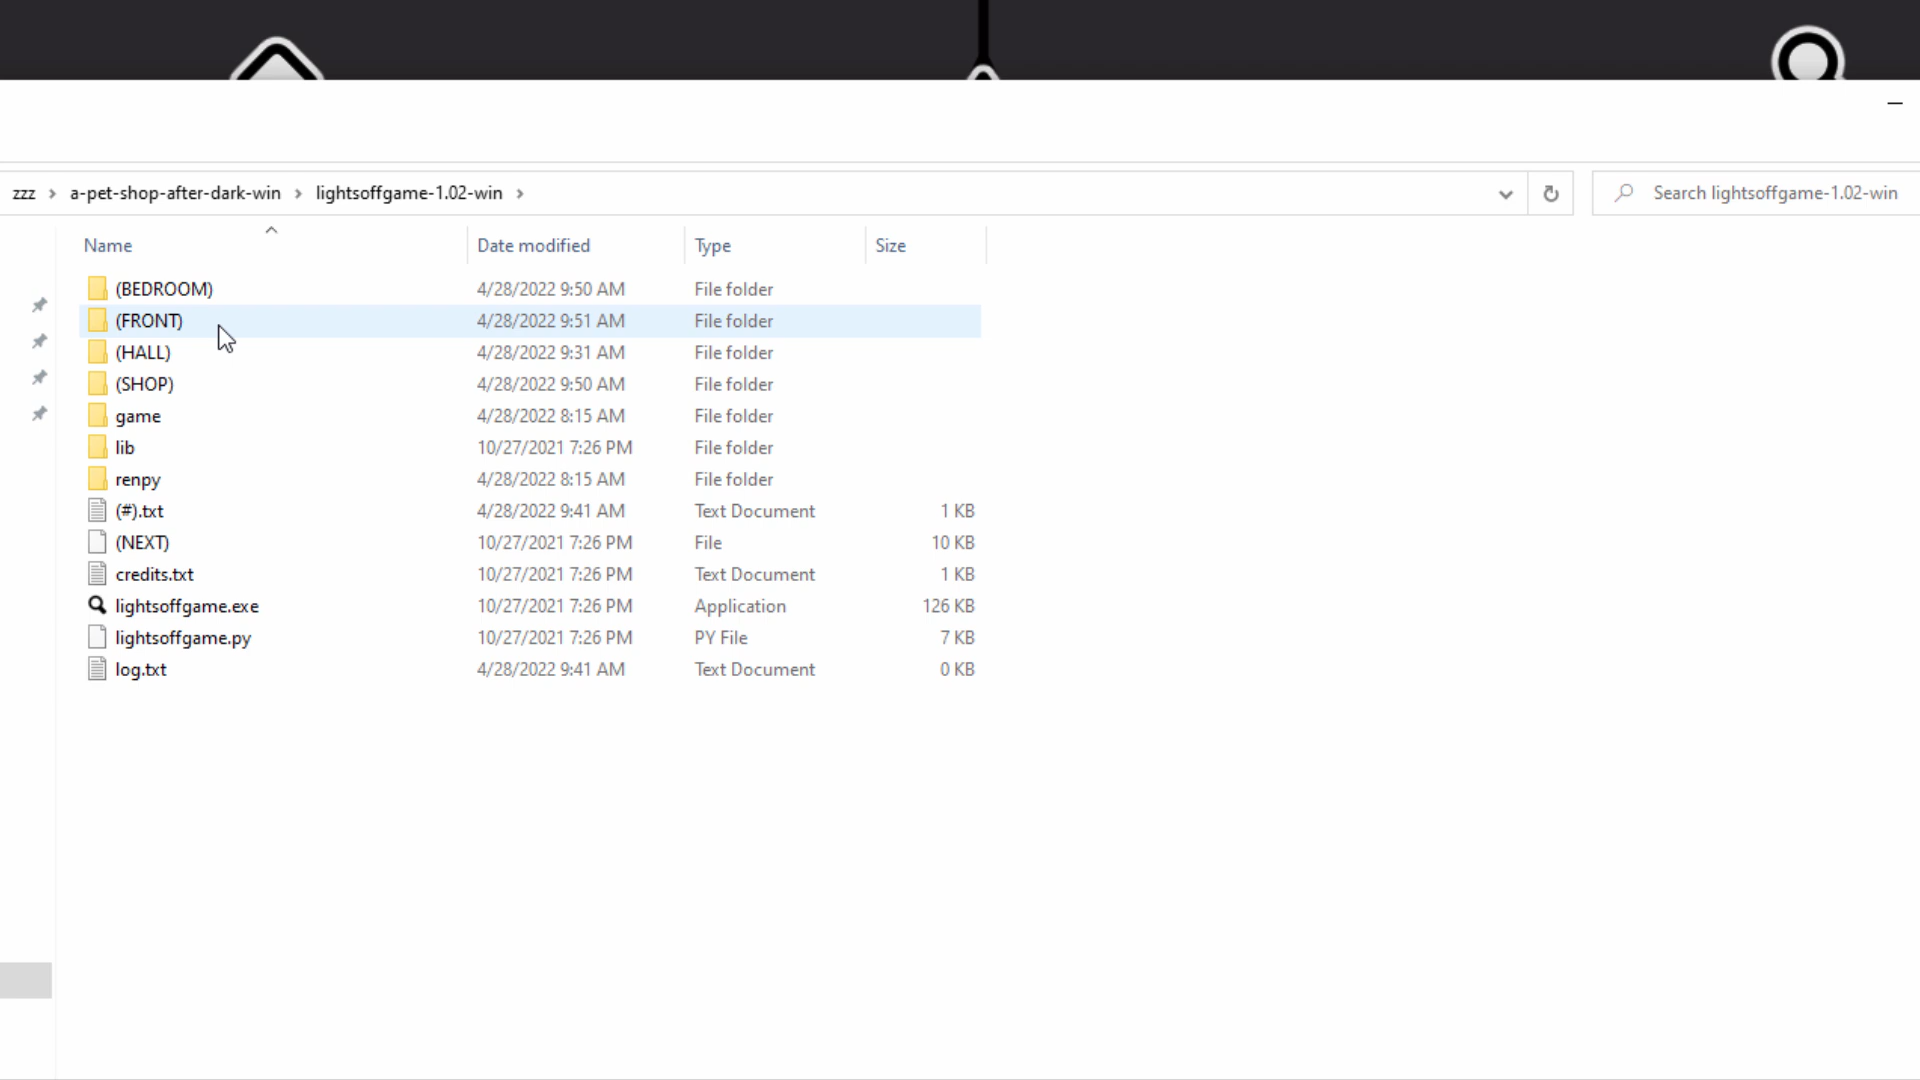 zzz > a-pet-shop-after-dark-win > lightsoffgame-1.02-win >
Search lightsoffgame-1.02-win
Name Date modified Type Size
(BEDROOM) 4/28/2022 9:50 AM File folder
(FRONT) 4/28/2022 9:51 AM File folder
(HALL) 4/28/2022 9:31 AM File folder
(SHOP) 4/28/2022 9:50 AM File folder
game 4/28/2022 8:15 AM File folder
lib 10/27/2021 7:26 PM File folder
renpy 4/28/2022 8:15 AM File folder
(#).txt 4/28/2022 9:41 AM Text Document 1 KB
(NEXT) 10/27/2021 7:26 PM File 10 KB
credits.txt 10/27/2021 7:26 PM Text Document 1 KB
lightsoffgame.exe 10/27/2021 7:26 PM Application 126 KB
lightsoffgame.py 10/27/2021 7:26 PM PY File 7 KB
log.txt 4/28/2022 9:41 AM Text Document 0 KB